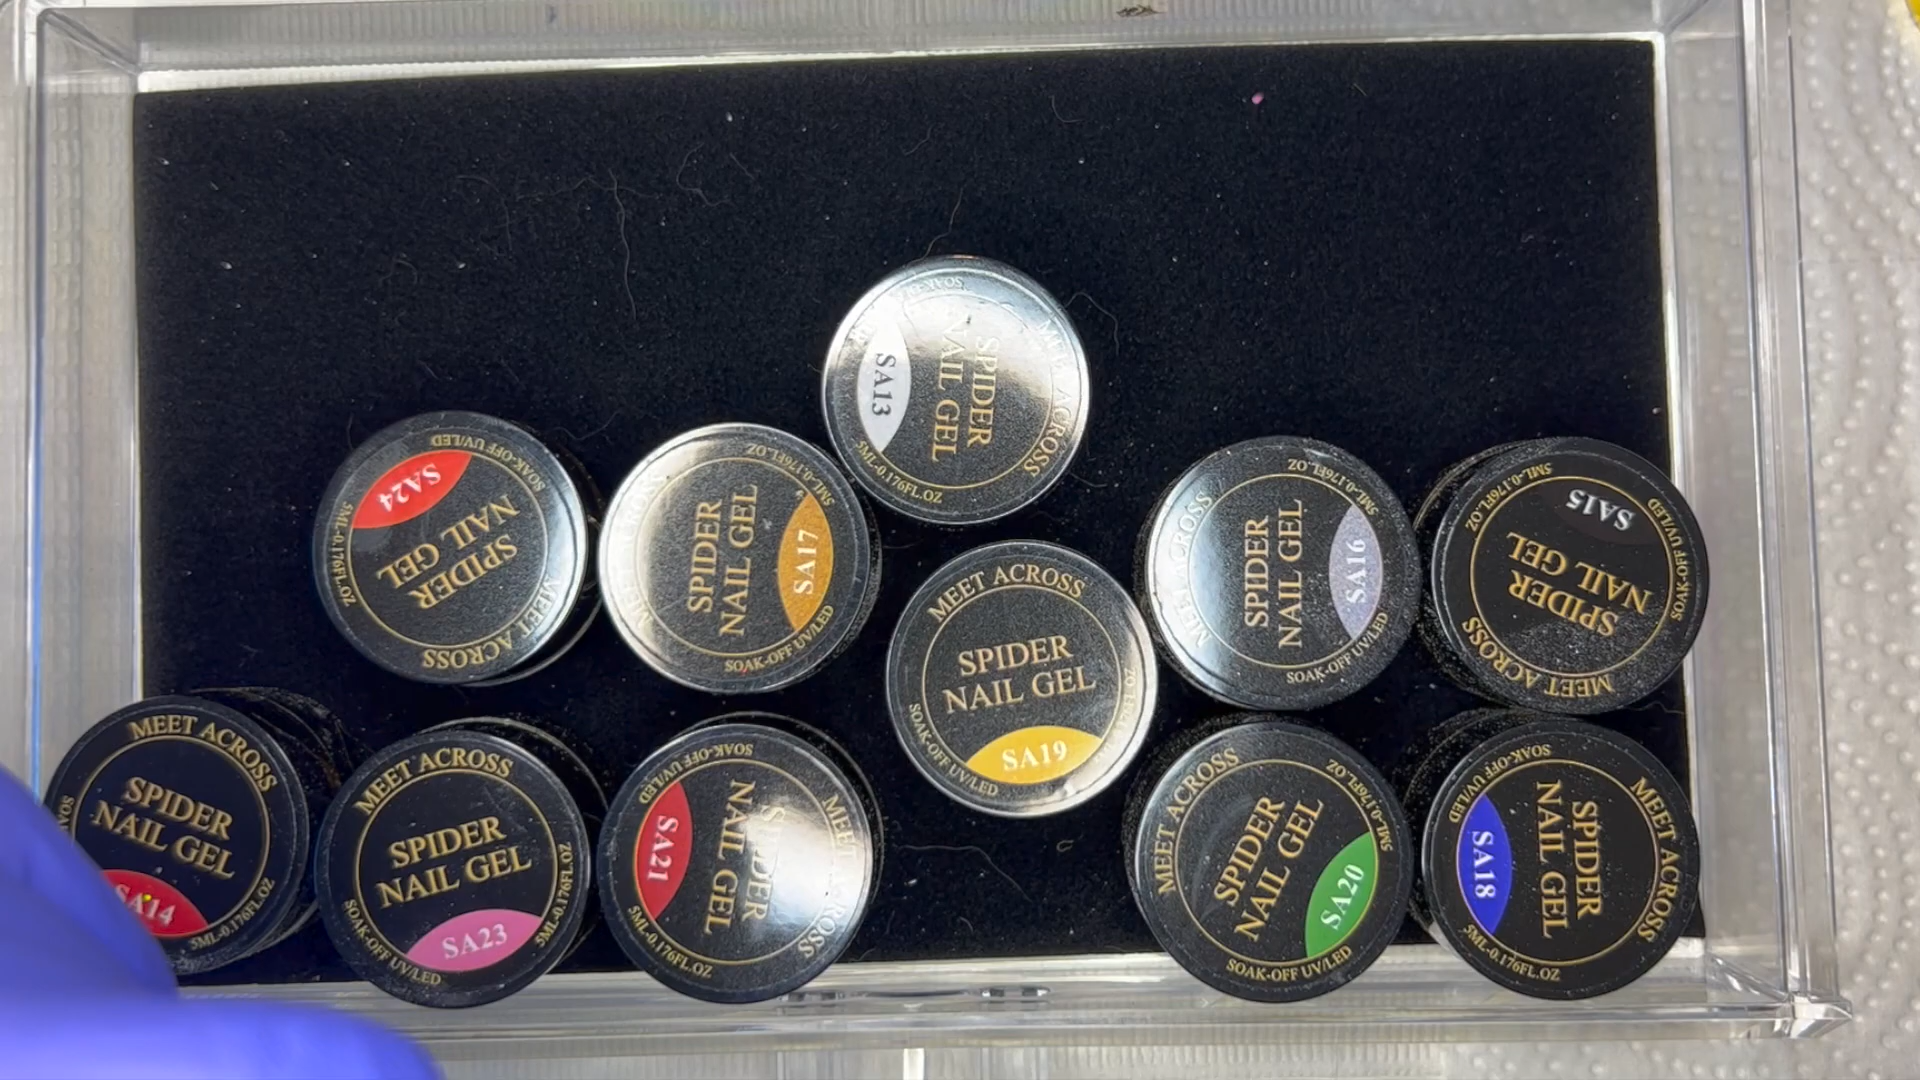 SA13
SPIDER
NAIL GEL
MEET ACROSS
5ML-0.176FL.OZ
SA24
SPIDER
NAIL GEL
MEET ACROSS
SOAK-OFF UV/LED
5ML-0.176FL.OZ
SPIDER
NAIL GEL
SA17
5ML-0.176FL.OZ
SOAK-OFF UV/LED
MEET ACROSS
SPIDER
NAIL GEL
SA19
SOAK-OFF UV/LED
MEET ACROSS
SPIDER
NAIL GEL
SA16
5ML-0.176FL.OZ
SOAK-OFF UV/LED
SA15
SPIDER
NAIL GEL
MEET ACROSS
SOAK-OFF UV/LED
5ML-0.176FL.OZ
MEET ACROSS
SPIDER
NAIL GEL
SA14
5ML-0.176FL.OZ
MEET ACROSS
SPIDER
NAIL GEL
SA23
SOAK-OFF UV/LED
5ML-0.176FL.OZ
SA21
SPIDER
NAIL GEL
MEET ACROSS
SOAK-OFF UV/LED
5ML-0.176FL.OZ
MEET ACROSS
SPIDER
NAIL GEL
SA20
SOAK-OFF UV/LED
5ML-0.176FL.OZ
SA18
SPIDER
NAIL GEL
MEET ACROSS
SOAK-OFF UV/LED
5ML-0.176FL.OZ